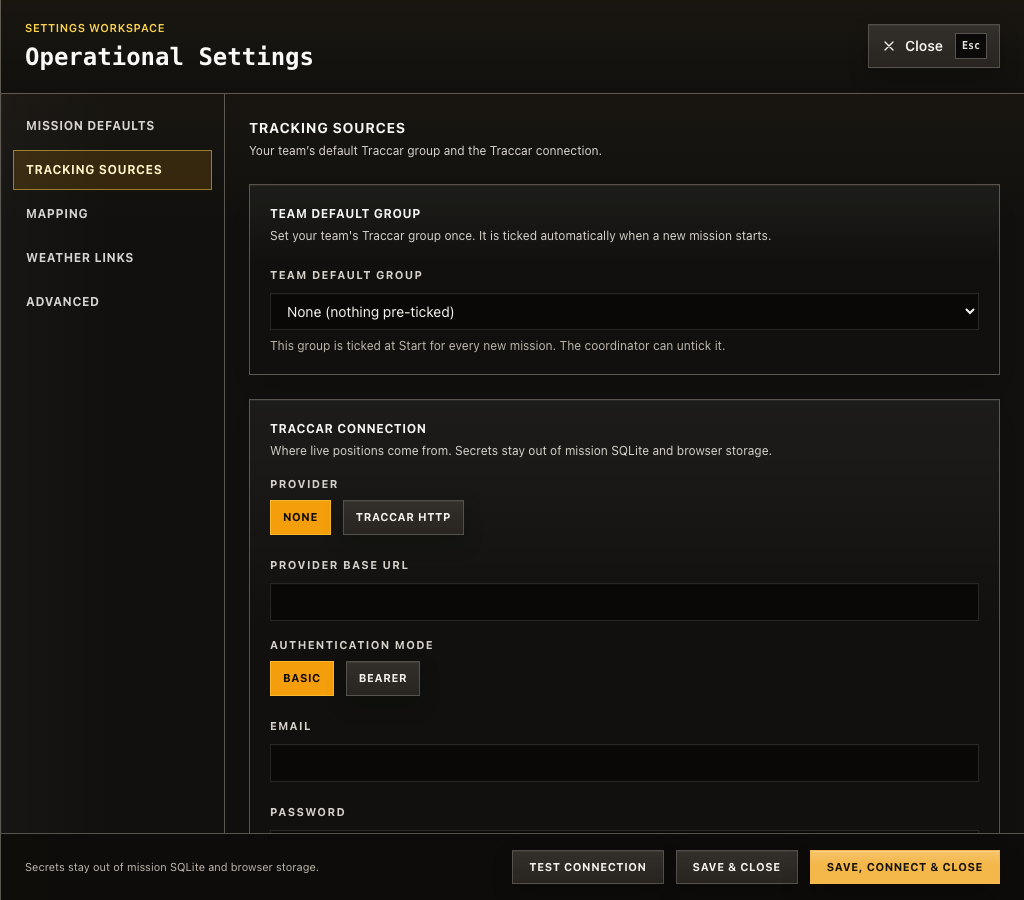 SETTINGS WORKSPACE
Operational Settings
Close Esc
MISSION DEFAULTS
TRACKING SOURCES
MAPPING
WEATHER LINKS
ADVANCED
TRACKING SOURCES
Your team's default Traccar group and the Traccar connection.
TEAM DEFAULT GROUP
Set your team's Traccar group once. It is ticked automatically when a new mission starts.
TEAM DEFAULT GROUP
None (nothing pre-ticked)
This group is ticked at Start for every new mission. The coordinator can untick it.
TRACCAR CONNECTION
Where live positions come from. Secrets stay out of mission SQLite and browser storage.
PROVIDER
NONE TRACCAR HTTP
PROVIDER BASE URL
AUTHENTICATION MODE
BASIC BEARER
EMAIL
PASSWORD
Secrets stay out of mission SQLite and browser storage.
TEST CONNECTION SAVE & CLOSE SAVE, CONNECT & CLOSE